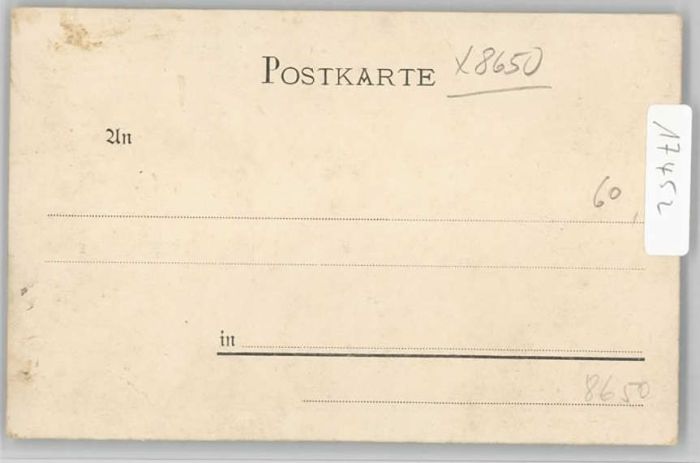 POSTKARTE X8650
An
17452
60,
in
8650